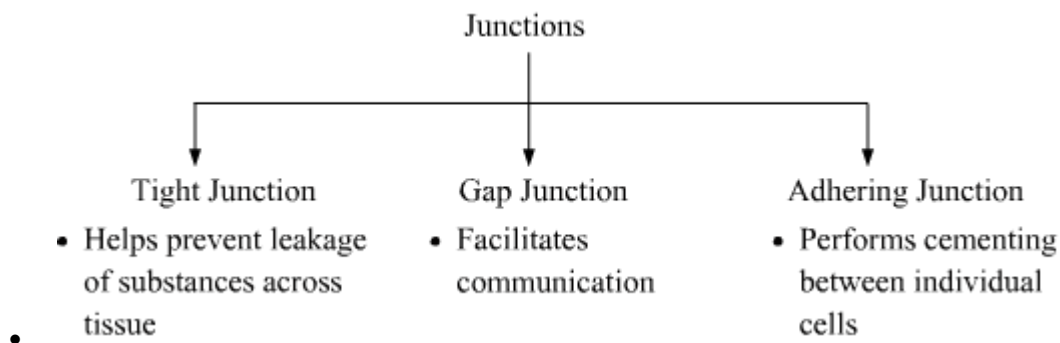 Junctions
Tight Junction
• Helps prevent leakage
of substances across
tissue
Gap Junction
• Facilitates
communication
Adhering Junction
• Performs cementing
between individual
cells